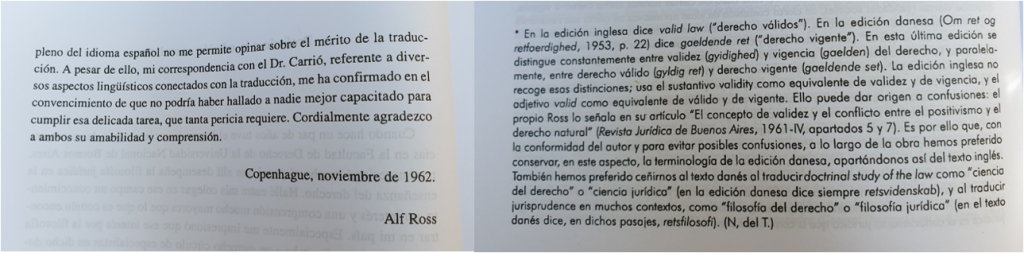 pleno del idioma español no me permite opinar sobre el mérito de la traduc-
ción. A pesar de ello, mi correspondencia con el Dr. Carrió, referente a diver-
sos aspectos lingüísticos conectados con la traducción, me ha confirmado en el
convencimiento de que no podría haber hallado a nadie mejor capacitado para
cumplir esa delicada tarea, que tanta pericia requiere. Cordialmente agradezco
a ambos su amabilidad y comprensión.
Copenhague, noviembre de 1962.
Alf Ross
* En la edición inglesa dice valid law ("derecho válidos"). En la edición danesa (Om ret og
retfoerdighed, 1953, p. 22) dice gaeldende ret ("derecho vigente"). En esta última edición se
distingue constantemente entre validez (gyidighed) y vigencia (gaelden) del derecho, y paralela-
mente, entre derecho válido (gyldig ret) y derecho vigente (gaeldende set). La edición inglesa no
recoge esas distinciones; usa el sustantivo validity como equivalente de validez y de vigencia, y el
adjetivo valid como equivalente de válido y de vigente. Ello puede dar origen a confusiones: el
propio Ross lo señala en su artículo "El concepto de validez y el conflicto entre el positivismo y el
derecho natural" (Revista Jurídica de Buenos Aires, 1961-IV, apartados 5 y 7). Es por ello que, con
la conformidad del autor y para evitar posibles confusiones, a lo largo de la obra hemos preferido
conservar, en este aspecto, la terminología de la edición danesa, apartándonos así del texto inglés.
También hemos preferido ceñirnos al texto danés al traducir doctrinal study of the law como "ciencia
del derecho" o "ciencia jurídica" (en la edición danesa dice siempre retsvidenskab), y al traducir
jurisprudence en muchos contextos, como "filosofía del derecho" o "filosofía jurídica" (en el texto
danés dice, en dichos pasajes, retsfilosofi). (N, del T.)